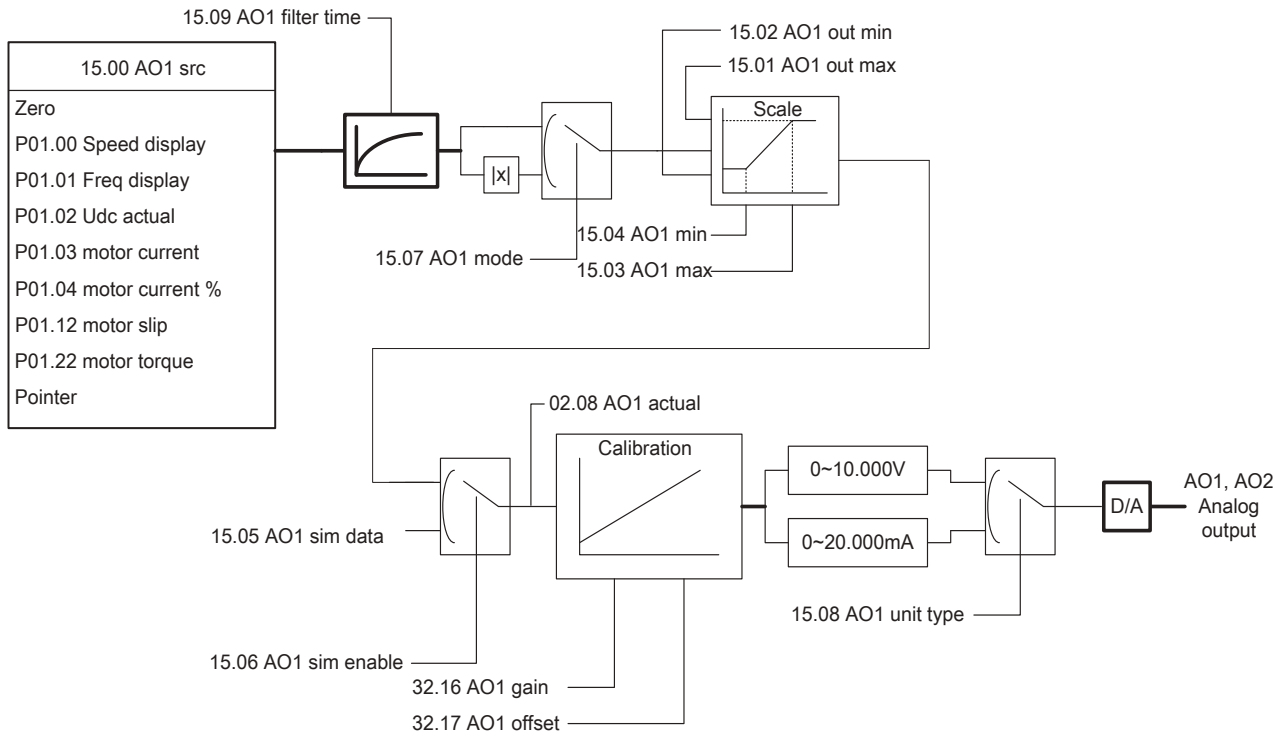 15.09 AO1 filter time
15.00 AO1 src
Zero
P01.00 Speed display
P01.01 Freq display
P01.02 Udc actual
P01.03 motor current
P01.04 motor current %
P01.12 motor slip
P01.22 motor torque
Pointer
|x|
15.07 AO1 mode
15.02 AO1 out min
15.01 AO1 out max
Scale
15.04 AO1 min
15.03 AO1 max
02.08 AO1 actual
Calibration
15.05 AO1 sim data
15.06 AO1 sim enable
32.16 AO1 gain
32.17 AO1 offset
0~10.000V
0~20.000mA
15.08 AO1 unit type
D/A
AO1, AO2
Analog
output